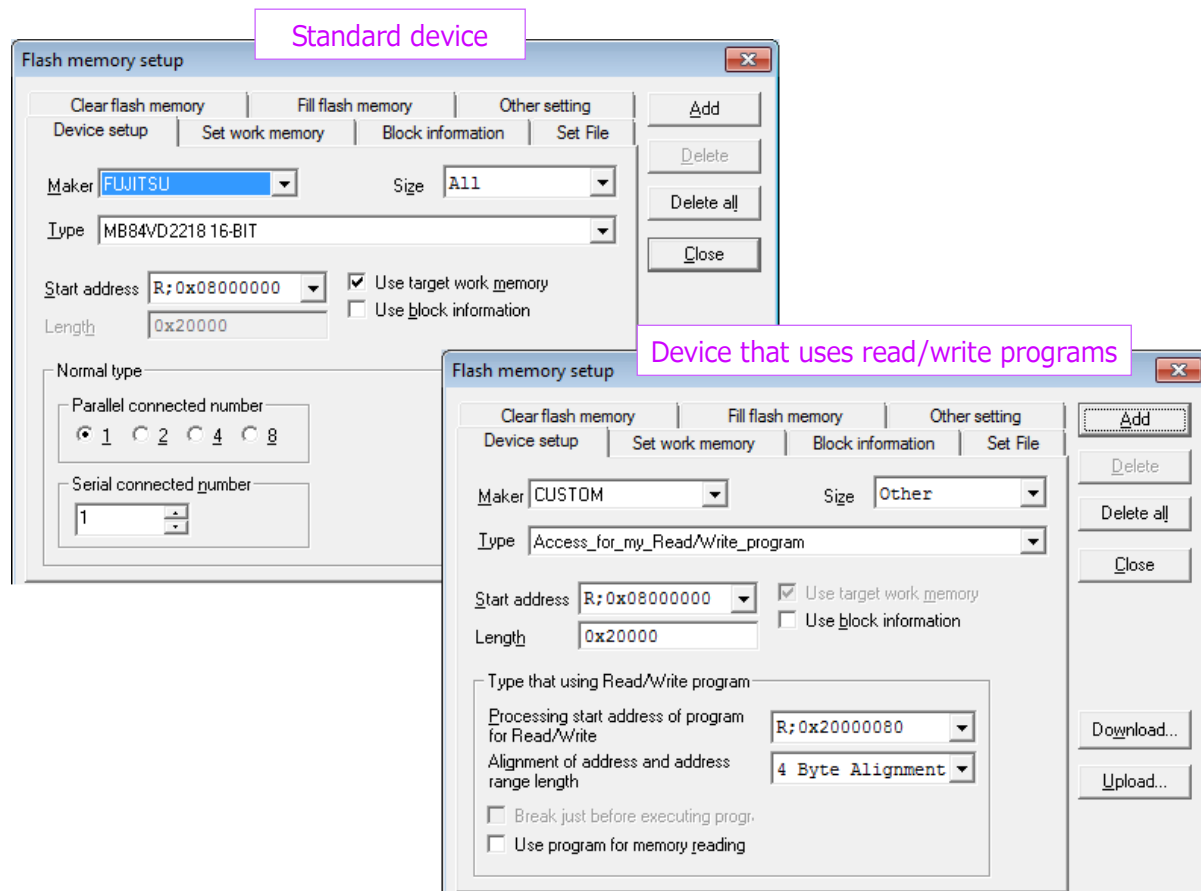 Standard device
Flash memory setup
Clear flash memory
Fill flash memory
Other setting
Device setup
Set work memory
Block information
Set File
Add
Delete
Delete all
Close
Maker FUJITSU
Size All
Type MB84VD2218 16-BIT
Start address R;0x08000000
Use target work memory
Use block information
Length 0x20000
Normal type
Parallel connected number
1 2 4 8
Serial connected number
1
Device that uses read/write programs
Flash memory setup
Clear flash memory
Fill flash memory
Other setting
Device setup
Set work memory
Block information
Set File
Add
Delete
Delete all
Close
Maker CUSTOM
Size Other
Type Access_for_my_Read/Write_program
Start address R;0x08000000
Use target work memory
Use block information
Length 0x20000
Type that using Read/Write program
Processing start address of program
for Read/Write
R;0x20000080
Alignment of address and address
range length
4 Byte Alignment
Break just before executing progr
Use program for memory reading
Download...
Upload...